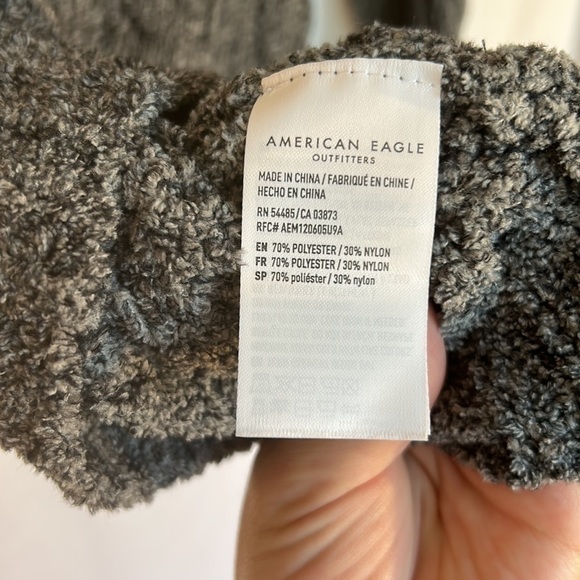 AMERICAN EAGLE
OUTFITTERS
MADE IN CHINA / FABRIQUÉ EN CHINE /
HECHO EN CHINA
RN 54485/CA 03873
RFC# AEM120605U9A
EN 70% POLYESTER / 30% NYLON
FR 70% POLYESTER / 30% NYLON
SP 70% poliéster / 30% nylon